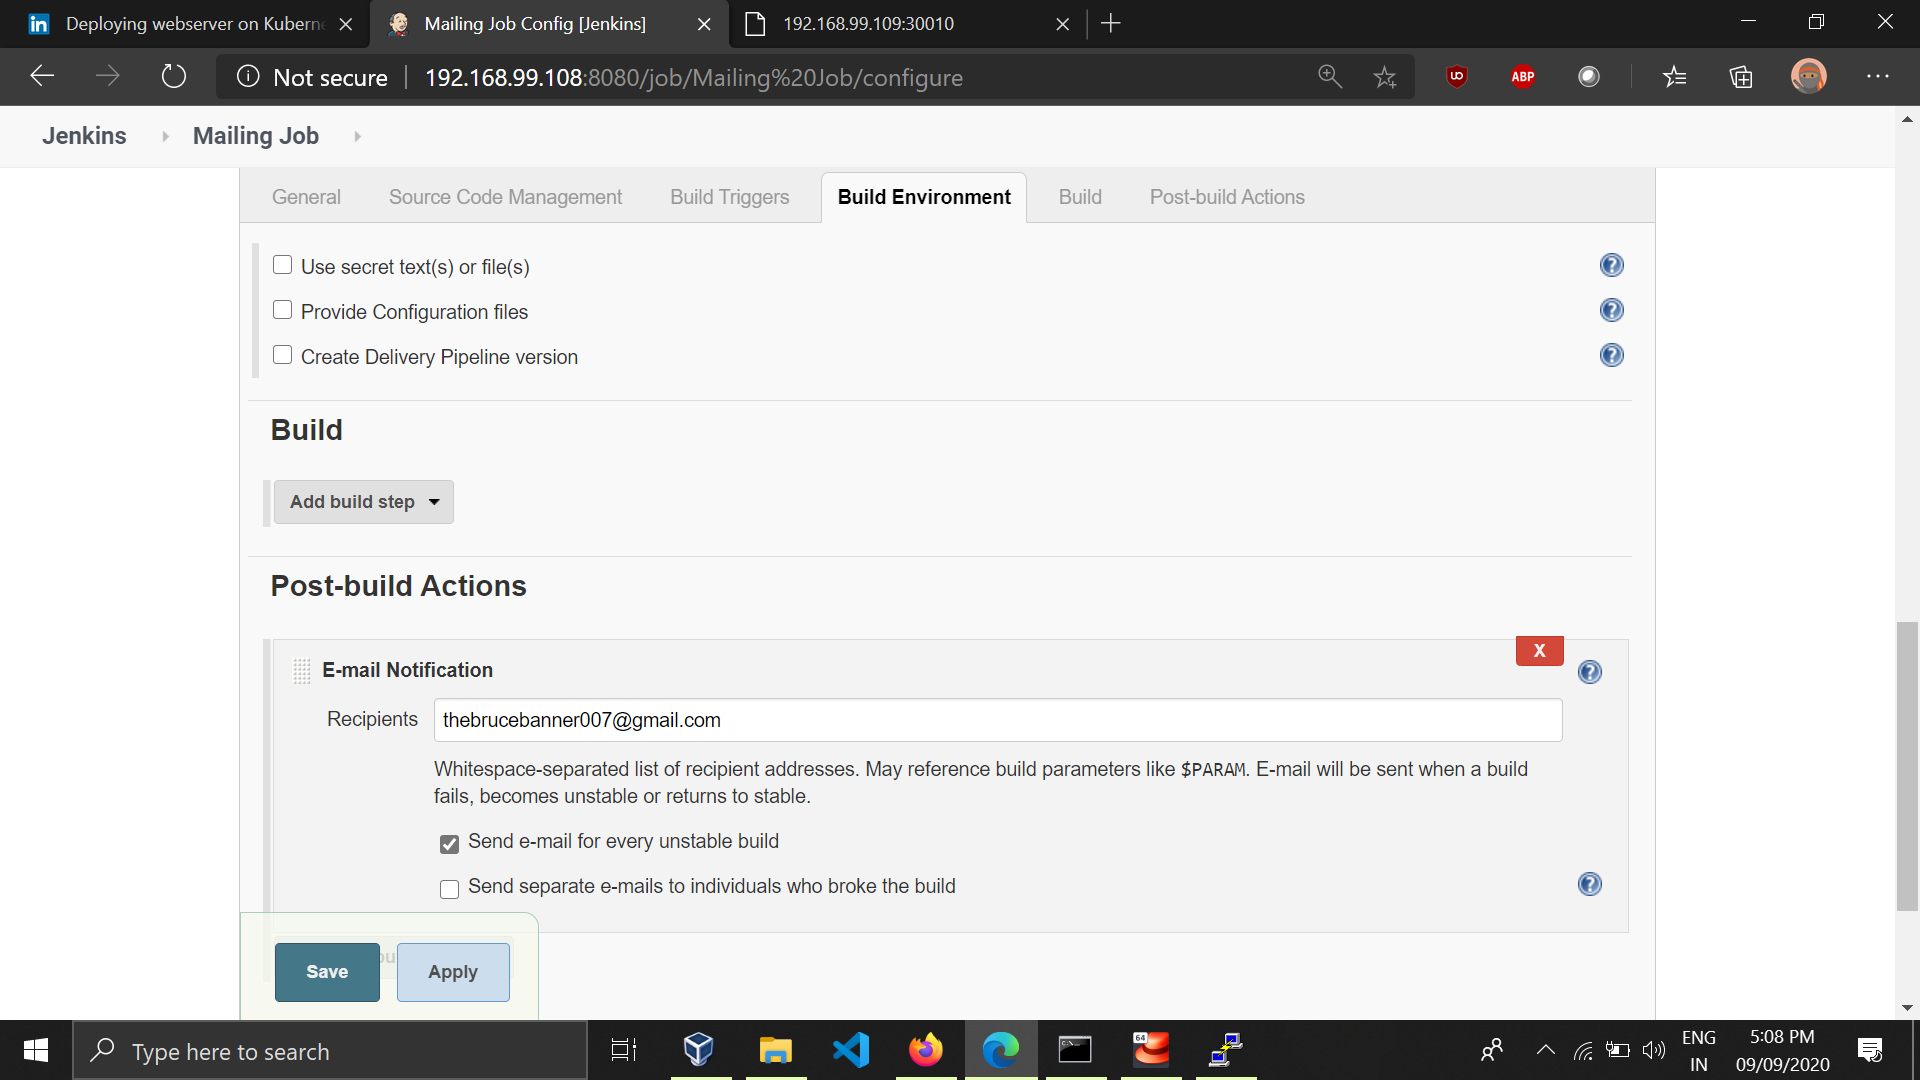 Deploying webserver on Kuberne
Mailing Job Config [Jenkins]
192.168.99.109:30010
Not secure
192.168.99.108:8080/job/Mailing%20Job/configure
ABP
Jenkins
Mailing Job
General
Source Code Management
Build Triggers
Build Environment
Build
Post-build Actions
Use secret text(s) or file(s)
Provide Configuration files
Create Delivery Pipeline version
Build
Add build step
Post-build Actions
X
E-mail Notification
Recipients
thebrucebanner007@gmail.com
Whitespace-separated list of recipient addresses. May reference build parameters like $PARAM. E-mail will be sent when a build
fails, becomes unstable or returns to stable.
Send e-mail for every unstable build
Send separate e-mails to individuals who broke the build
Save
Apply
Type here to search
64
ENG
IN
5:08 PM
09/09/2020